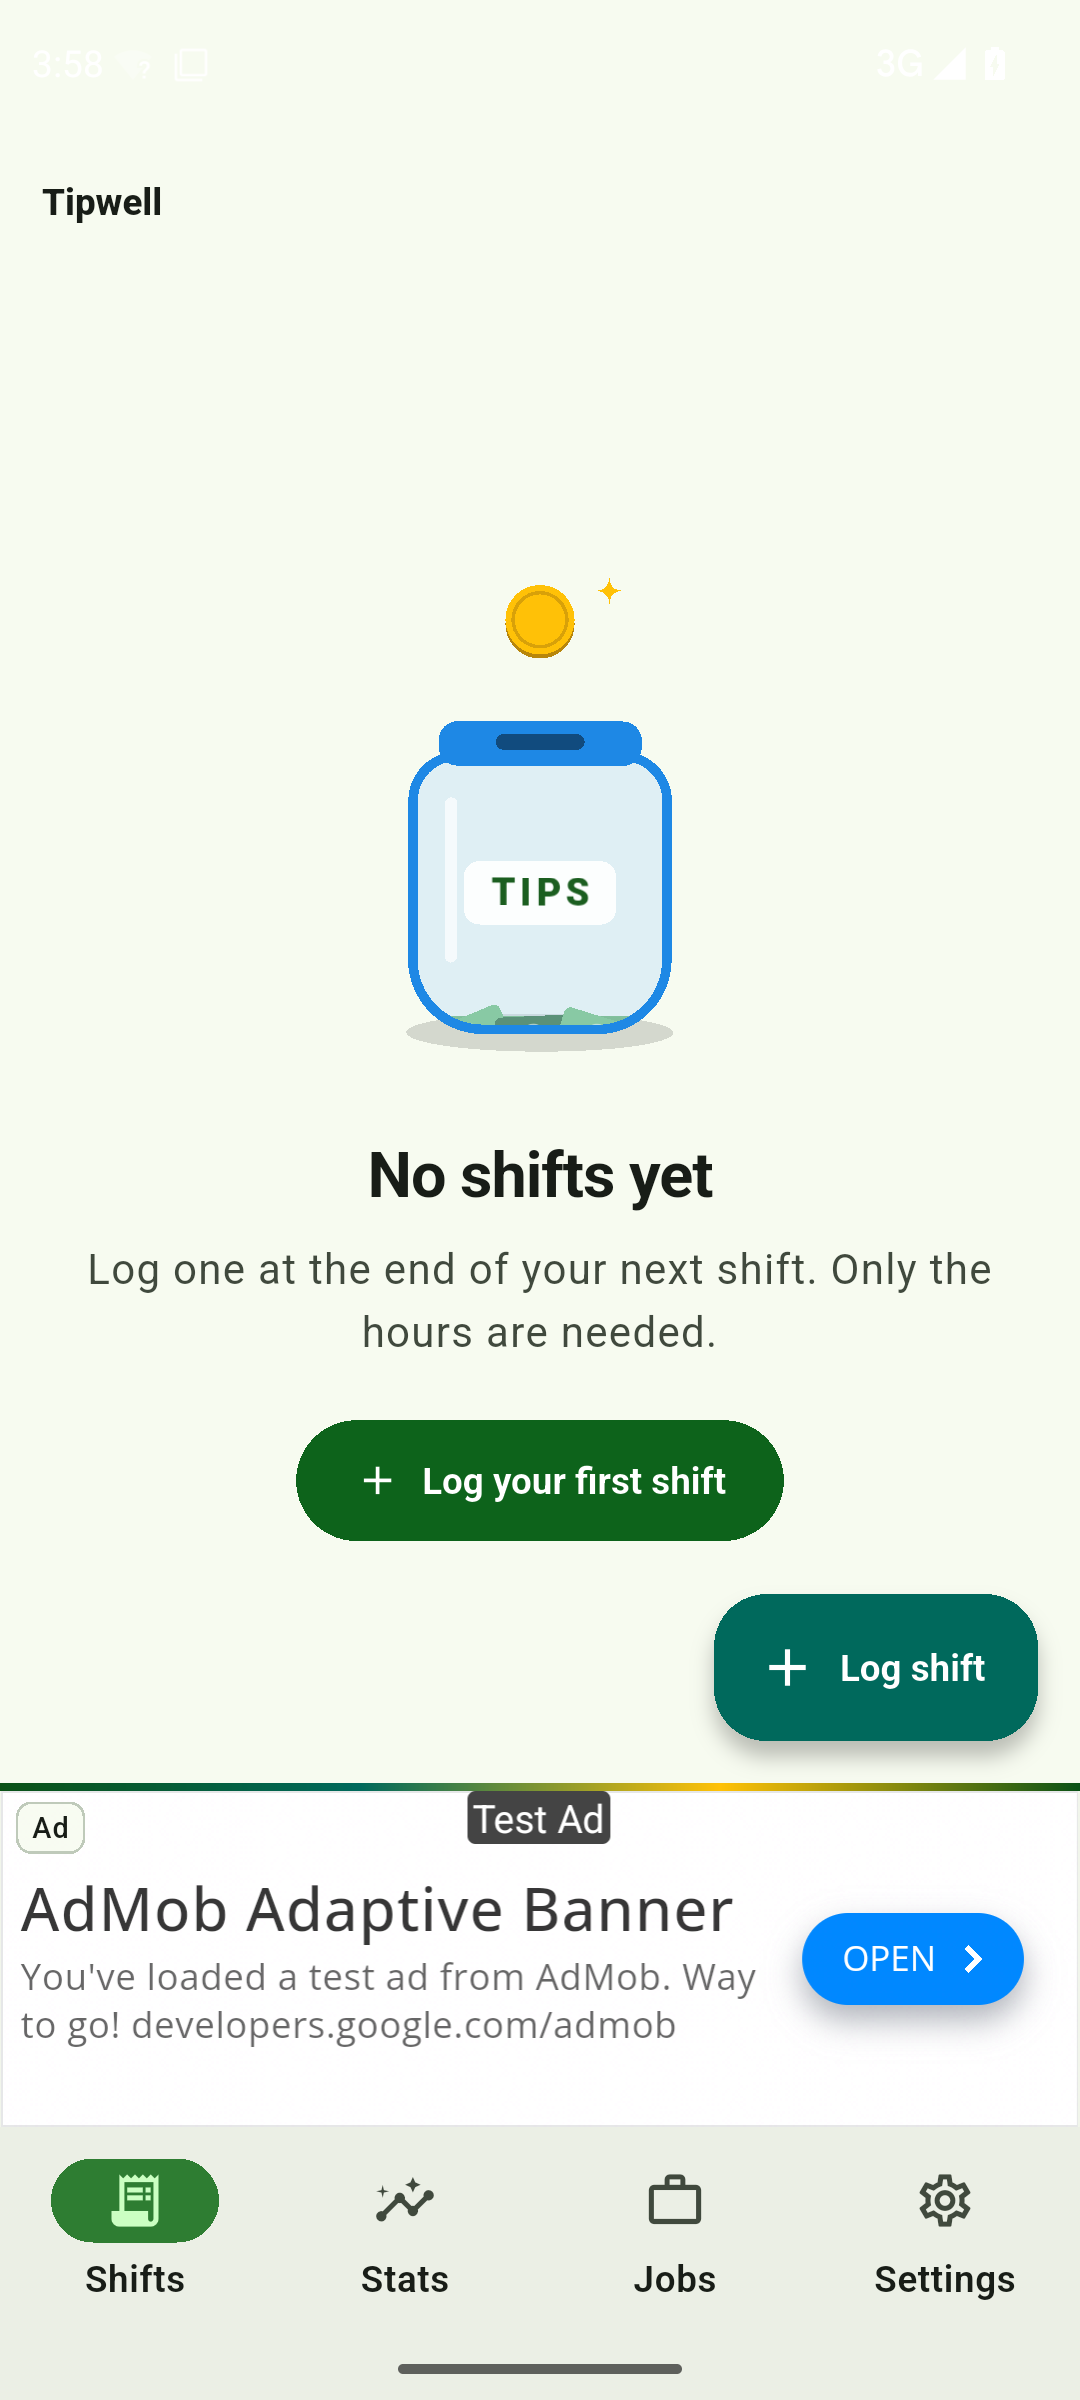 3:58
3G
Tipwell
TIPS
No shifts yet
Log one at the end of your next shift. Only the
hours are needed.
Log your first shift
Log shift
Ad
Test Ad
AdMob Adaptive Banner
You've loaded a test ad from AdMob. Way
to go! developers.google.com/admob
OPEN
Shifts
Stats
Jobs
Settings